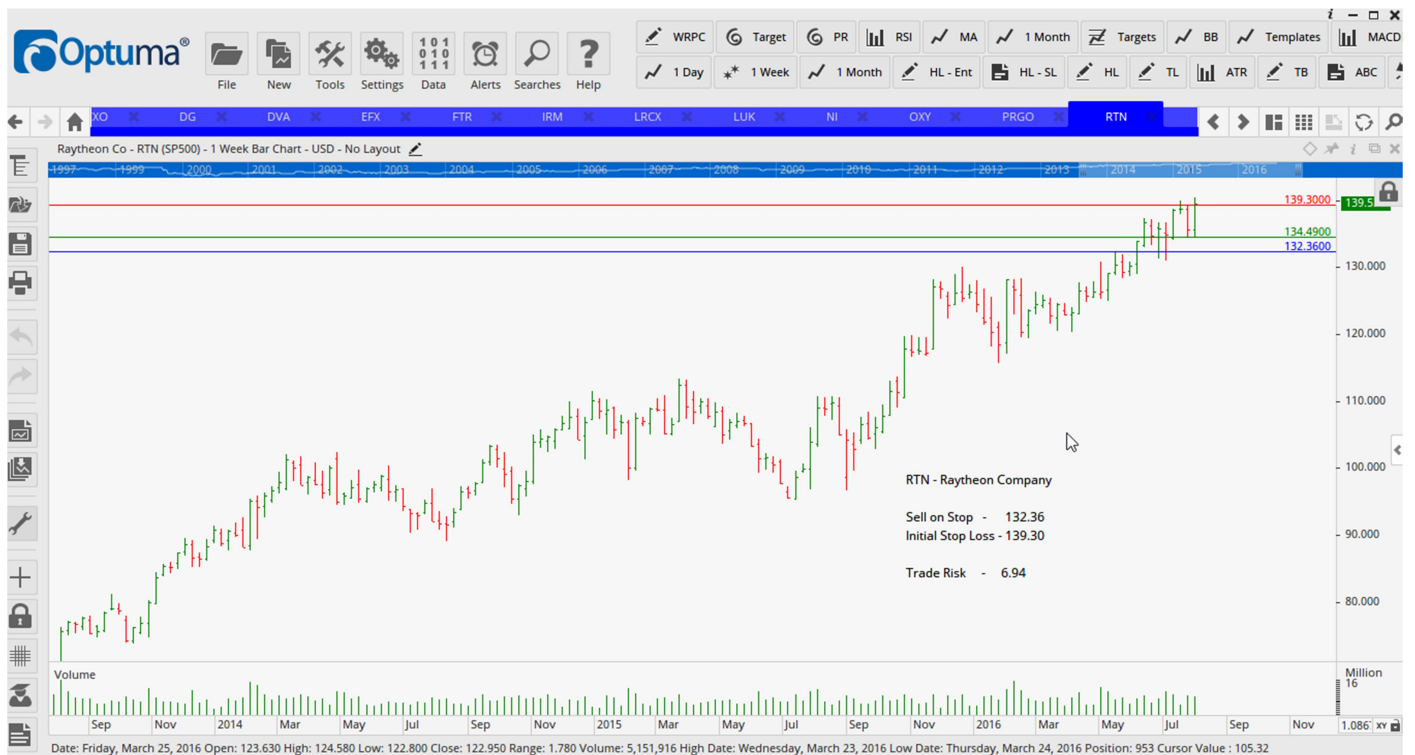 i
Optuma®
File
New
Tools
Settings
101 010 111
Data
Alerts
Searches
? Help
WRPC
Target
PR
RSI
MA
1 Month
Targets
BB
Templates
MACD
1 Day
1 Week
1 Month
HL - Ent
HL - SL
HL
TL
ATR
TB
ABC
XO
DG
DVA
EFX
FTR
IRM
LRCX
LUK
NI
OXY
PRGO
RTN
Raytheon Co - RTN (SP500) - 1 Week Bar Chart - USD - No Layout
1997 1999 2000 2001 2002 2003 2004 2005 2006 2007 2008 2009 2010 2011 2012 2013 2014 2015 2016
139.3000
139.5
134.4900
132.3600
130.000
120.000
110.000
100.000
90.000
80.000
RTN - Raytheon Company
Sell on Stop - 132.36
Initial Stop Loss - 139.30
Trade Risk - 6.94
Volume
Million
16
Sep Nov 2014 Mar May Jul Sep Nov 2015 Mar May Jul Sep Nov 2016 Mar May Jul Sep Nov
XY
Date: Friday, March 25, 2016 Open: 123.630 High: 124.580 Low: 122.800 Close: 122.950 Range: 1.780 Volume: 5,151,916 High Date: Wednesday, March 23, 2016 Low Date: Thursday, March 24, 2016 Position: 953 Cursor Value : 105.32